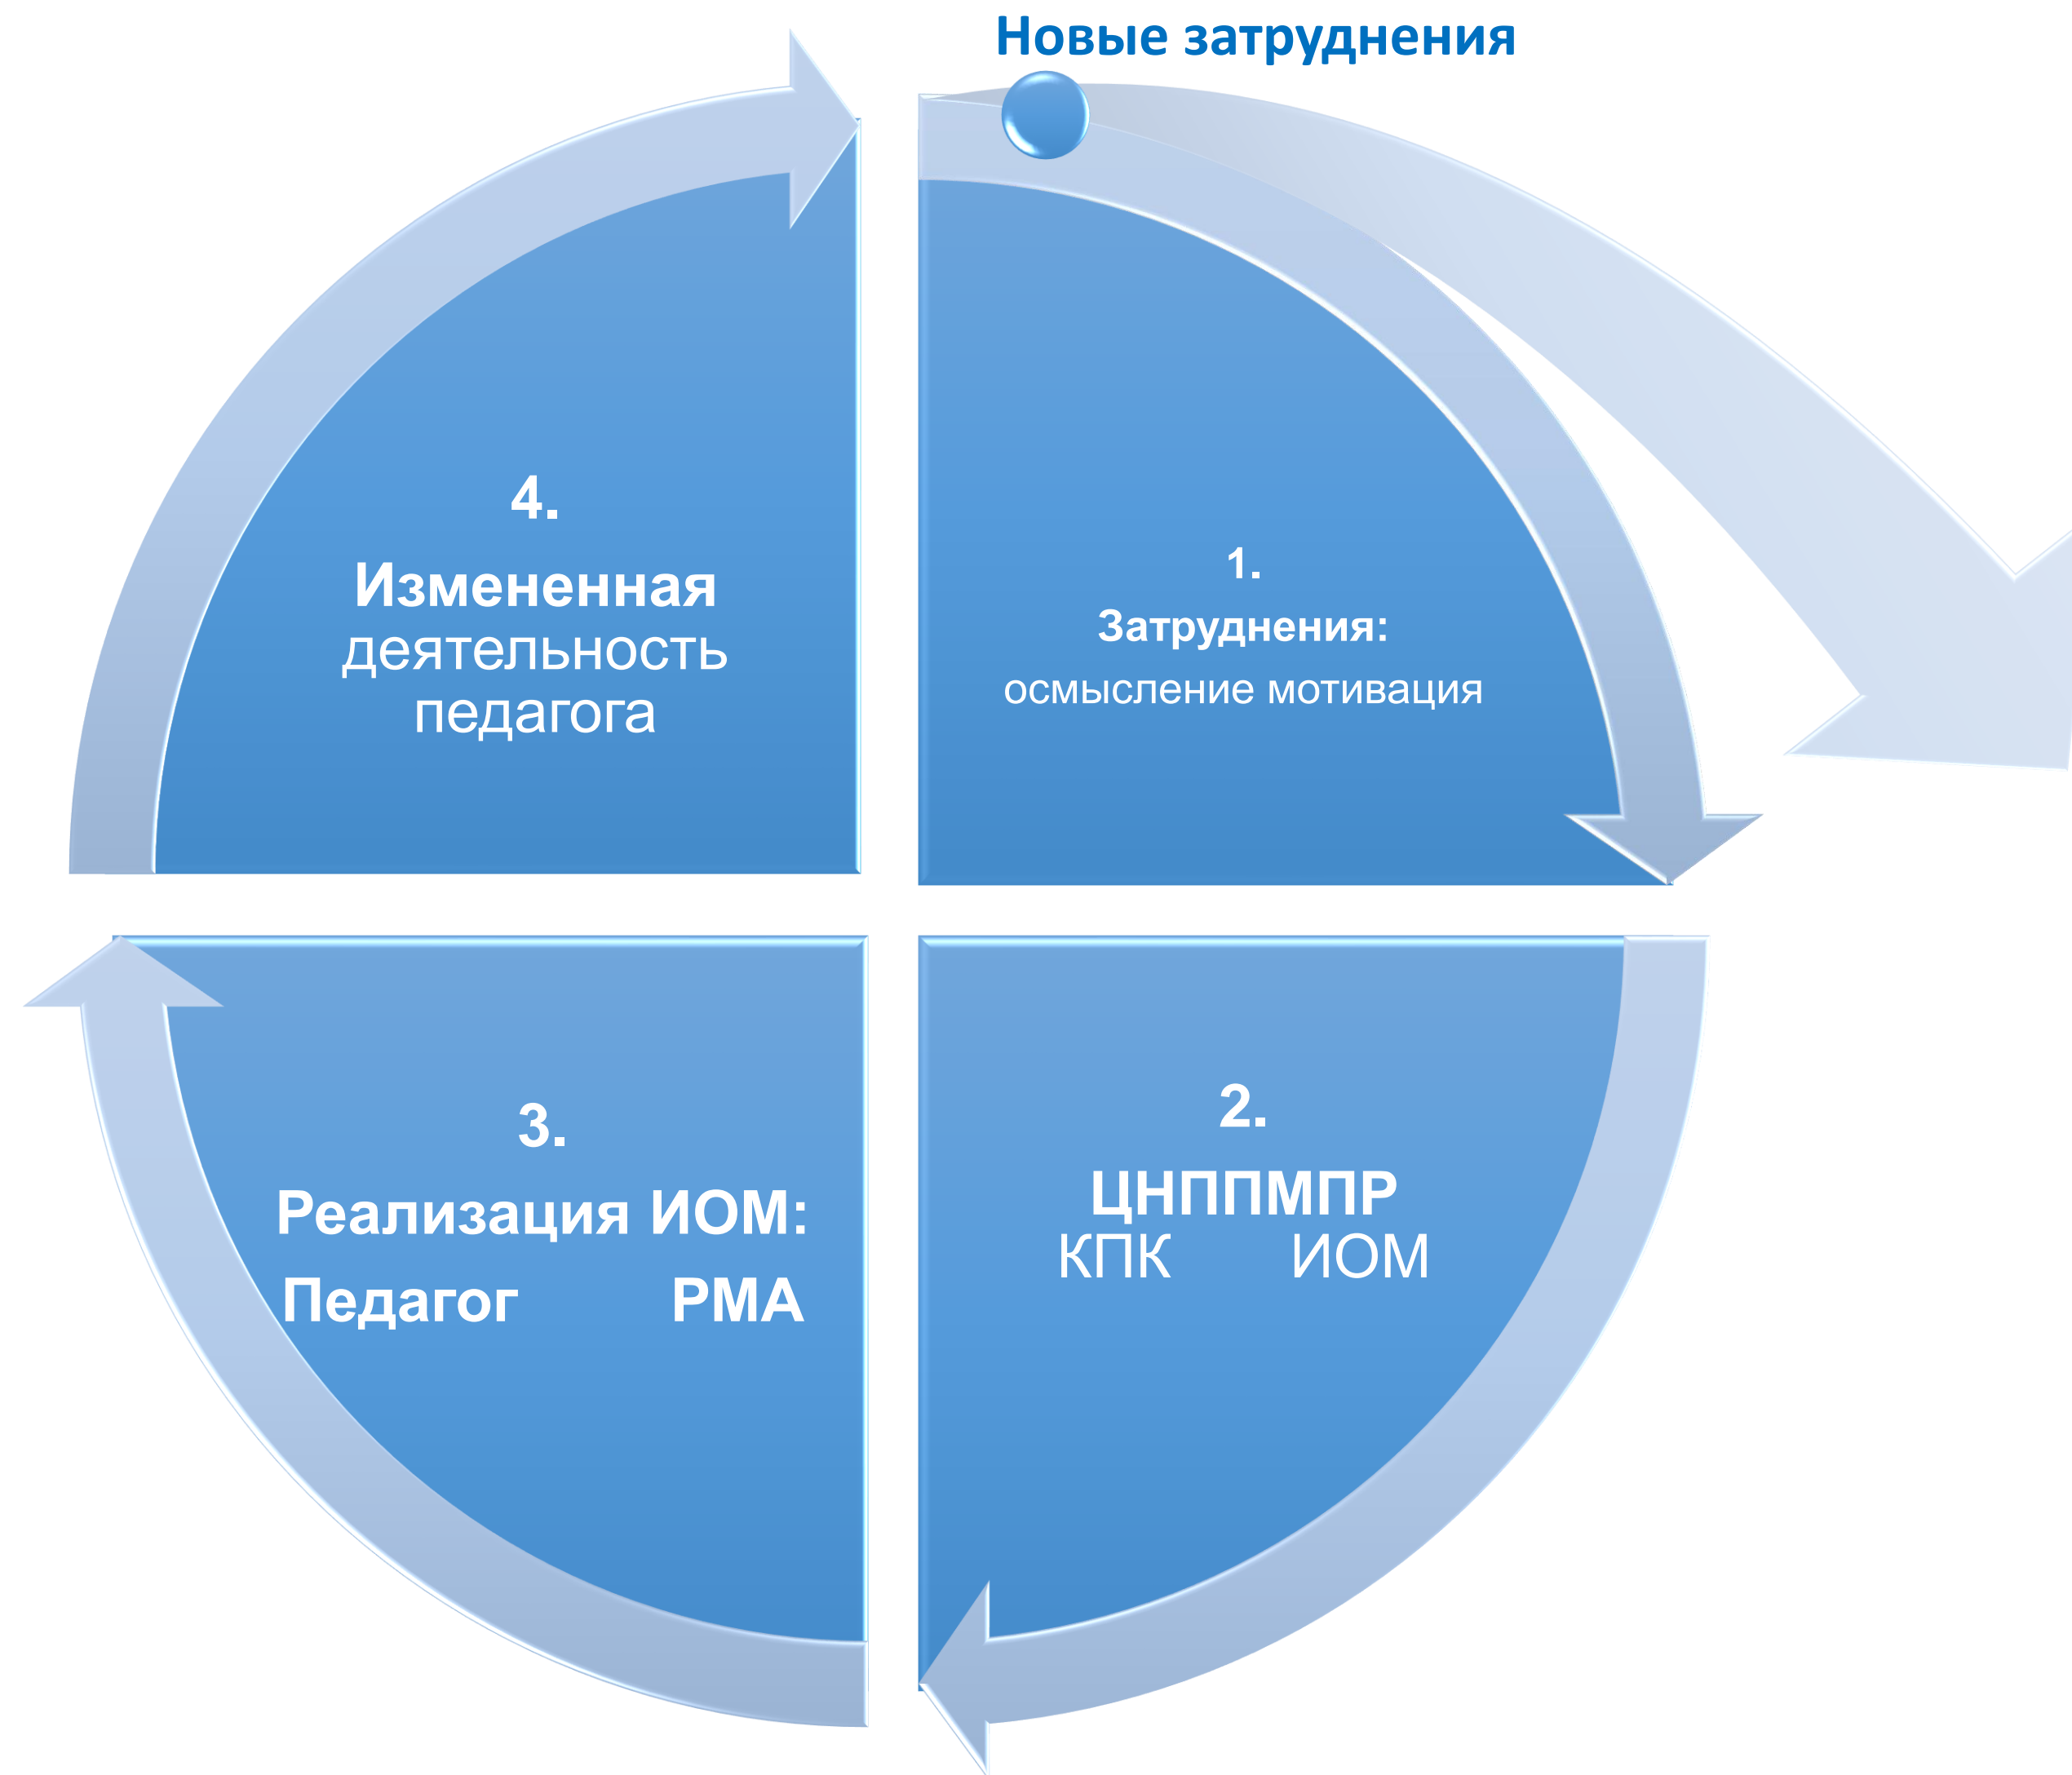 Новые затруднения
1.
Затруднения:
осмысление мотивация
2.
ЦНППМПР
КПК ИОМ
3.
Реализация ИОМ:
Педагог РМА
4.
Измененная
деятельность
педагога